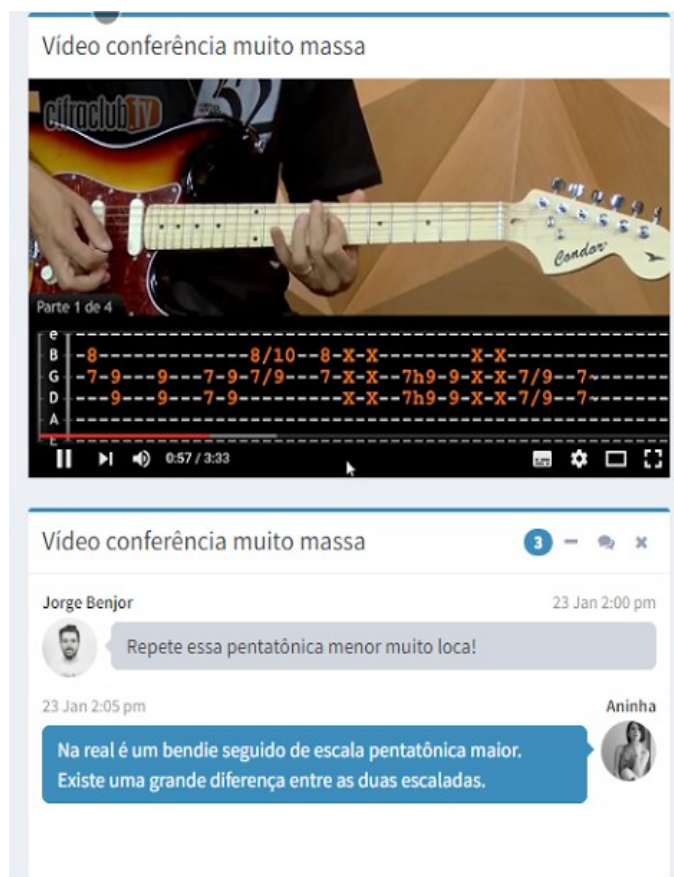 Vídeo conferência muito massa
cifraclub.TV
Condor
Parte 1 de 4
e-------------------------------------------------
B--8--------------8/10---8-X-X---------X-X--------------
G--7-9---9---7-9-7/9---7-X-X--7h9-9-X-X-7/9--7~
D----9---9---7-9---------X-X--7h9-9-X-X-7/9--7~
A-------------------------------------------------
0:57 / 3:33
Vídeo conferência muito massa
3
Jorge Benjor 23 Jan 2:00 pm
Repete essa pentatônica menor muito loca!
23 Jan 2:05 pm Aninha
Na real é um bendie seguido de escala pentatônica maior.
Existe uma grande diferença entre as duas escaladas.